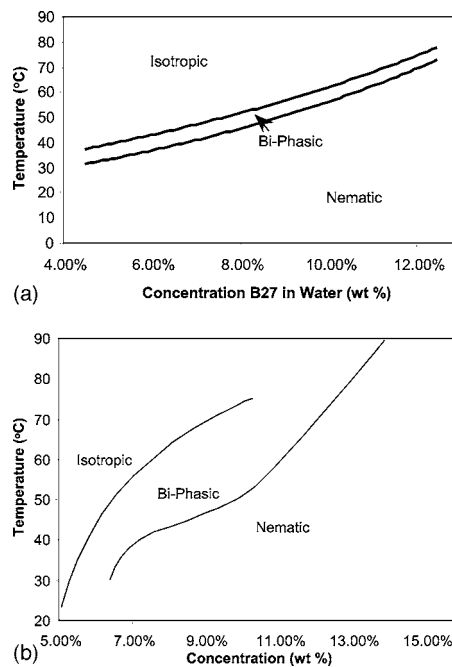 90
80
70
60
50
40
30
20
10
0
Temperature (°C)
Isotropic
Bi-Phasic
Nematic
4.00% 6.00% 8.00% 10.00% 12.00%
(a) Concentration B27 in Water (wt %)
90
80
70
60
50
40
30
20
Temperature (°C)
Isotropic
Bi-Phasic
Nematic
5.00% 7.00% 9.00% 11.00% 13.00% 15.00%
(b) Concentration (wt %)